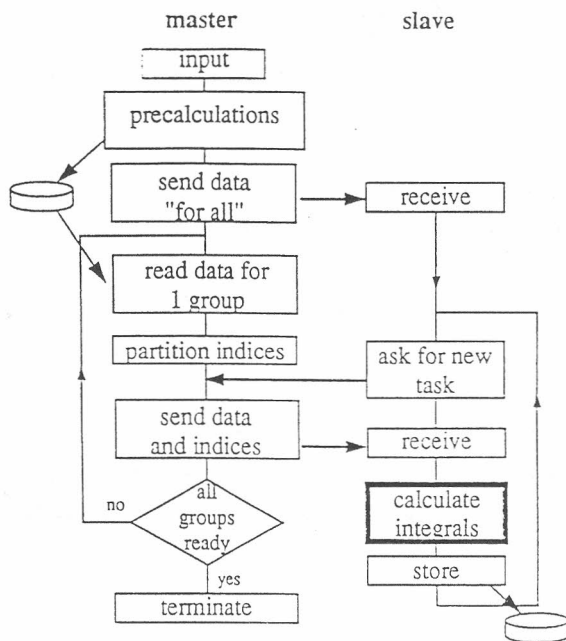 master
slave
input
precalculations
send data
"for all"
receive
read data for
1 group
partition indices
ask for new
task
send data
and indices
receive
no
all
groups
ready
calculate
integrals
store
yes
terminate